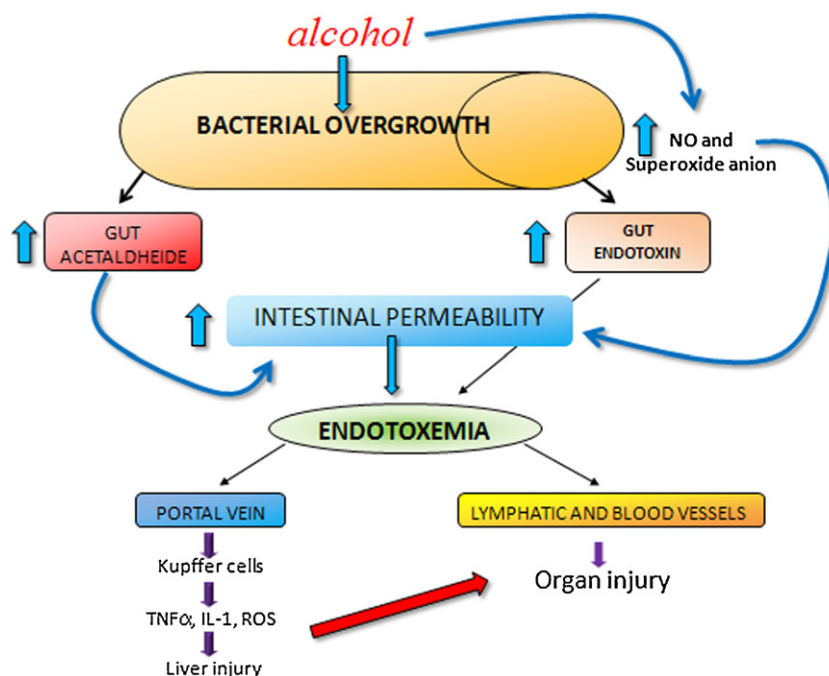 alcohol
BACTERIAL OVERGROWTH
NO and
Superoxide anion
GUT
ACETALDHEIDE
GUT
ENDOTOXIN
INTESTINAL PERMEABILITY
ENDOTOXEMIA
PORTAL VEIN
LYMPHATIC AND BLOOD VESSELS
Kupffer cells
Organ injury
TNFα, IL-1, ROS
Liver injury